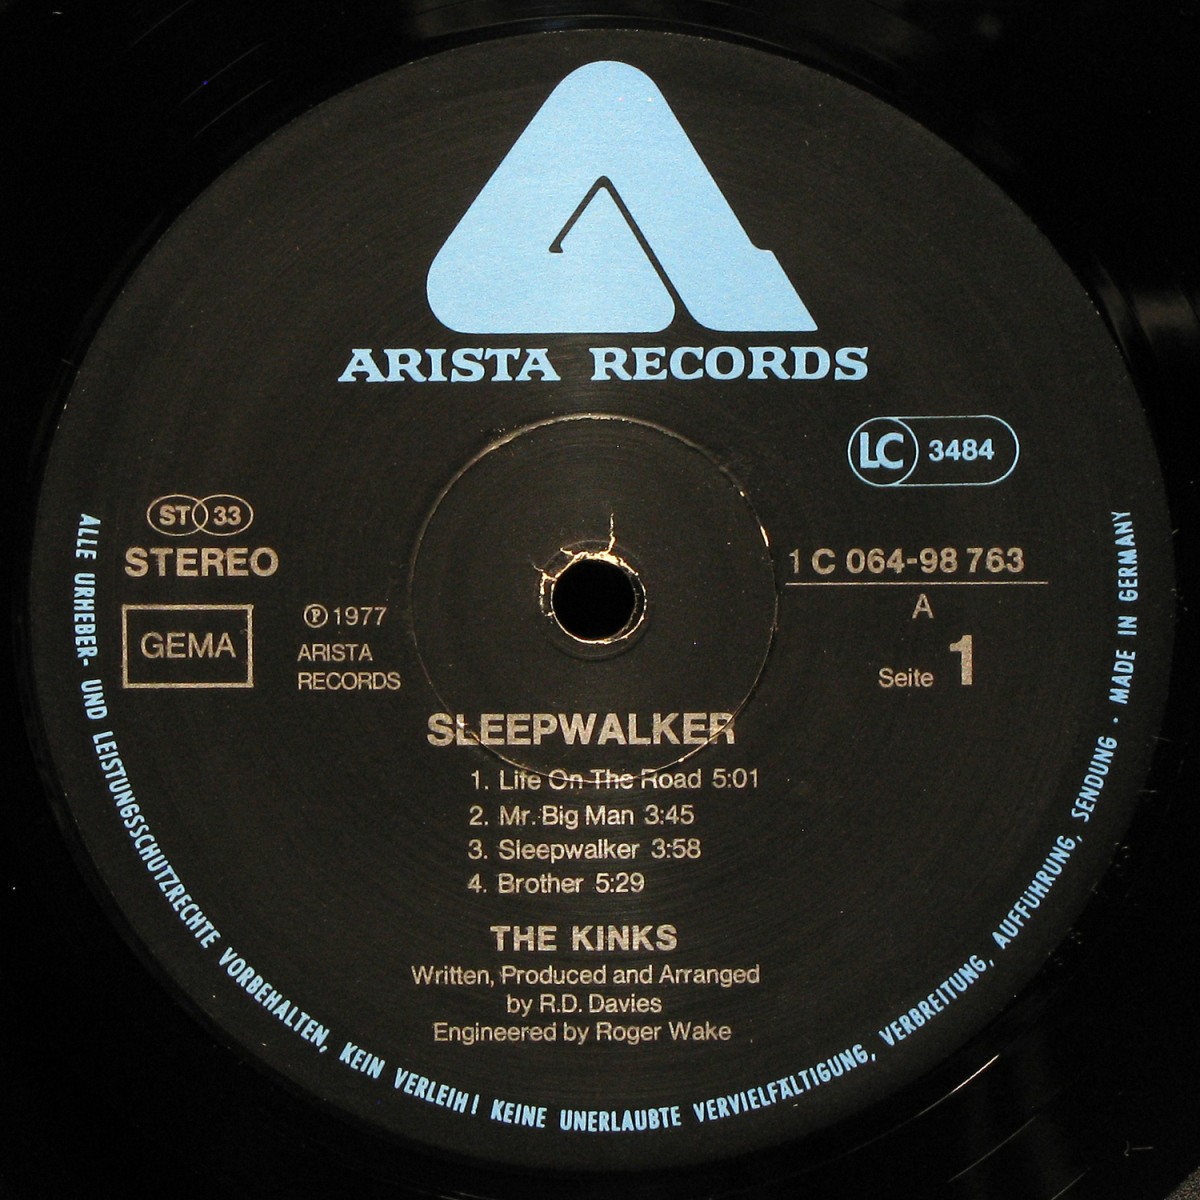 ARISTA RECORDS
LC 3484
ST 33
STEREO
GEMA
℗ 1977
ARISTA
RECORDS
1 C 064-98 763
A
Seite 1
SLEEPWALKER
1. Life On The Road 5:01
2. Mr. Big Man 3:45
3. Sleepwalker 3:58
4. Brother 5:29
THE KINKS
Written, Produced and Arranged
by R.D. Davies
Engineered by Roger Wake
ALLE URHEBER- UND LEISTUNGSSCHUTZRECHTE VORBEHALTEN, KEIN VERLEIH! KEINE UNERLAUBTE VERVIELFÄLTIGUNG, VERBREITUNG, AUFFÜHRUNG, SENDUNG · MADE IN GERMANY